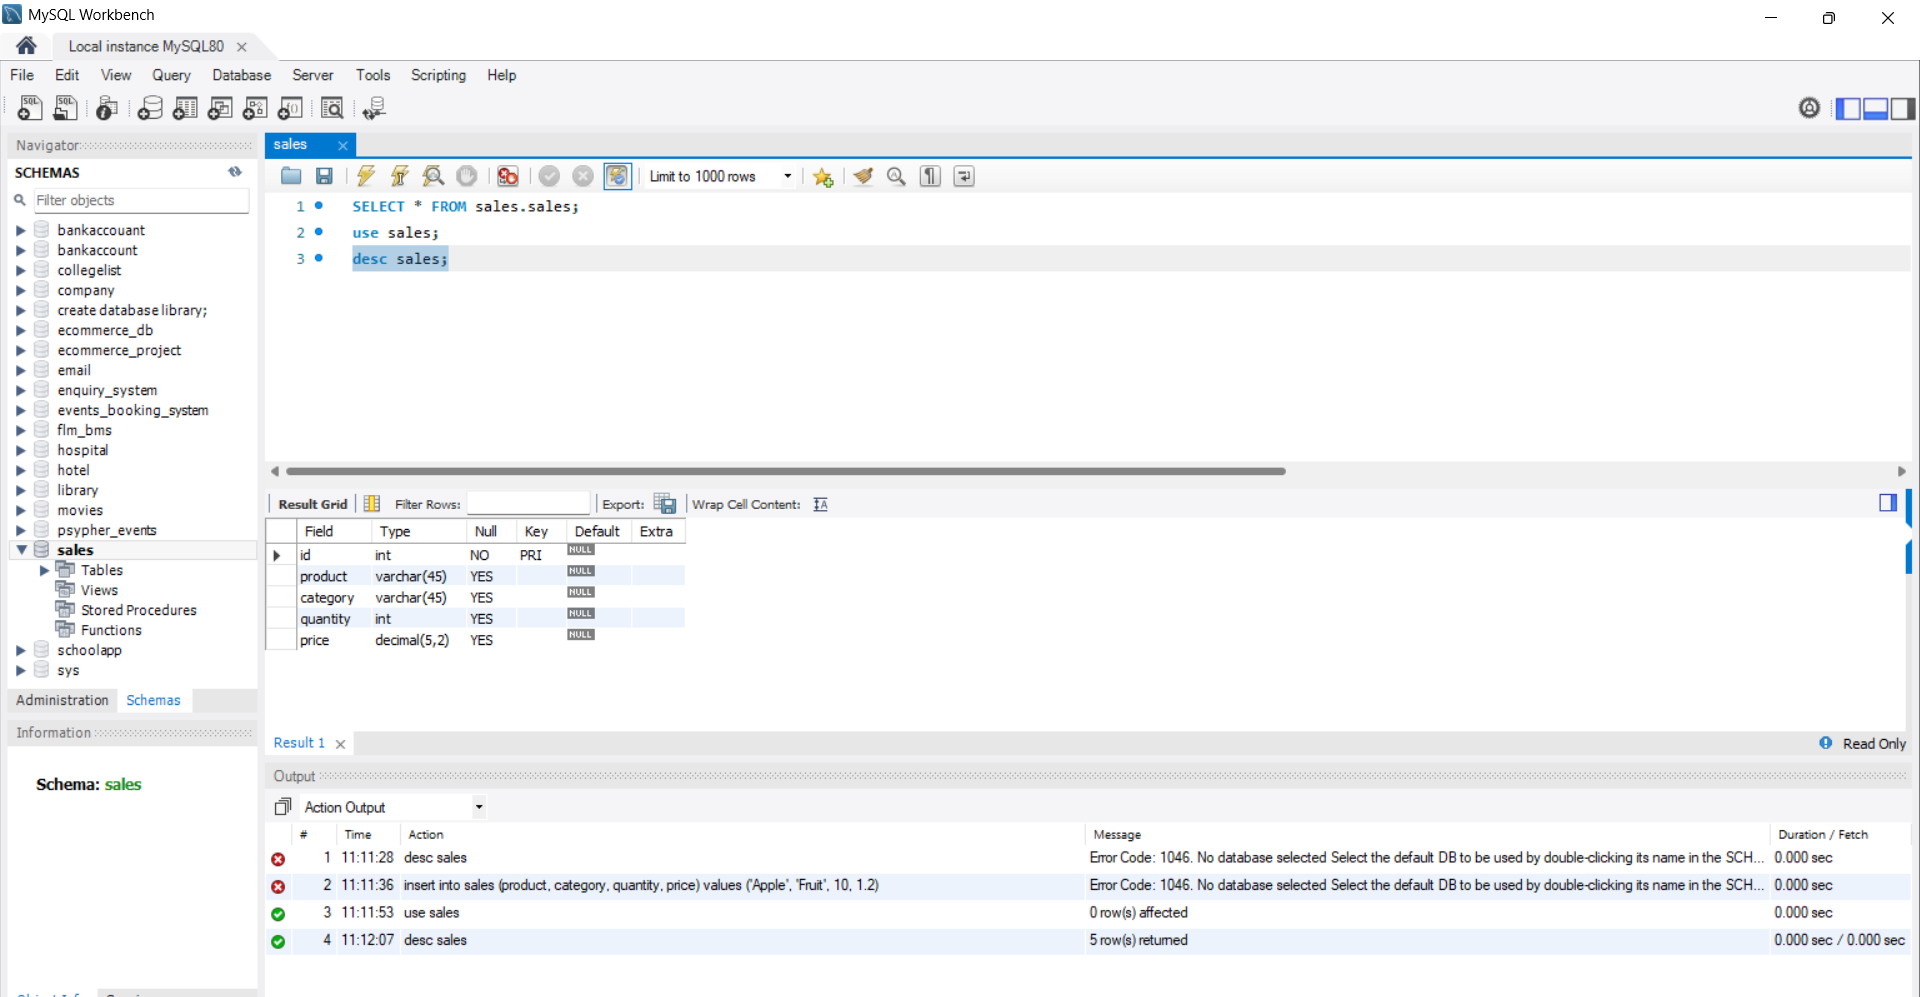 MySQL Workbench
Local instance MySQL80
File Edit View Query Database Server Tools Scripting Help
Navigator
SCHEMAS
Filter objects
bankaccouant
bankaccount
collegelist
company
create database library;
ecommerce_db
ecommerce_project
email
enquiry_system
events_booking_system
flm_bms
hospital
hotel
library
movies
psypher_events
sales
Tables
Views
Stored Procedures
Functions
schoolapp
sys
Administration Schemas
Information
Schema: sales
sales
Limit to 1000 rows
1 SELECT * FROM sales.sales;
2 use sales;
3 desc sales;
Result Grid Filter Rows: Export: Wrap Cell Content:
Field Type Null Key Default Extra
id int NO PRI NULL
product varchar(45) YES NULL
category varchar(45) YES NULL
quantity int YES NULL
price decimal(5,2) YES NULL
Result 1
Read Only
Output
Action Output
# Time Action Message Duration / Fetch
1 11:11:28 desc sales Error Code: 1046. No database selected Select the default DB to be used by double-clicking its name in the SCH... 0.000 sec
2 11:11:36 insert into sales (product, category, quantity, price) values ('Apple', 'Fruit', 10, 1.2) Error Code: 1046. No database selected Select the default DB to be used by double-clicking its name in the SCH... 0.000 sec
3 11:11:53 use sales 0 row(s) affected 0.000 sec
4 11:12:07 desc sales 5 row(s) returned 0.000 sec / 0.000 sec